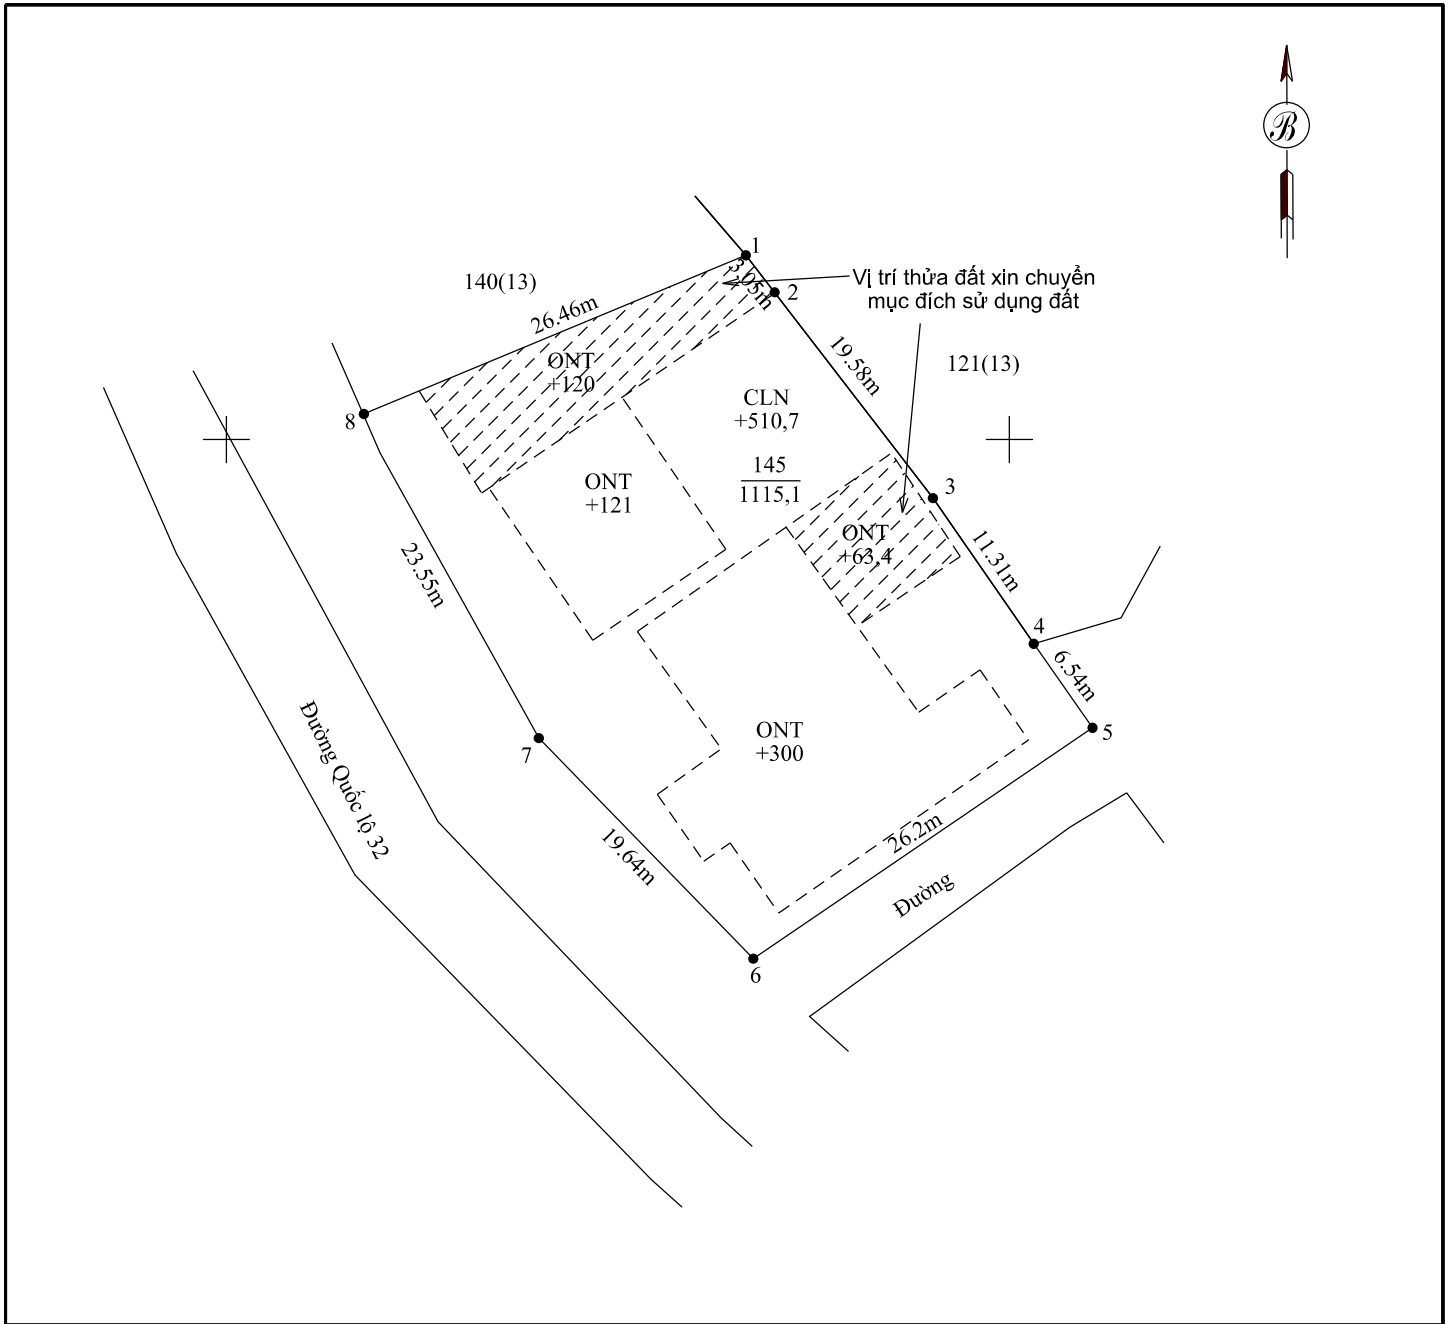 B
1
140(13)
3.05m
2
Vị trí thửa đất xin chuyển
mục đích sử dụng đất
26.46m
19.58m
121(13)
ONT
+120
8
CLN
+510,7
145
1115,1
ONT
+121
3
ONT
+63,4
11.31m
23.55m
4
6.54m
5
7
ONT
+300
Đường Quốc lộ 32
19.64m
26.2m
Đường
6